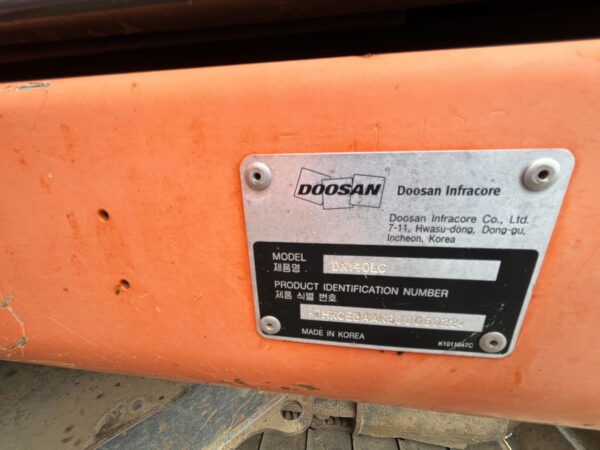 DOOSAN Doosan Infracore
Doosan Infracore Co., Ltd.
7-11, Hwasu-dong, Dong-gu,
Incheon, Korea
MODEL
제품명
DX140LC
PRODUCT IDENTIFICATION NUMBER
제품 식별 번호
MADE IN KOREA
K1011647C